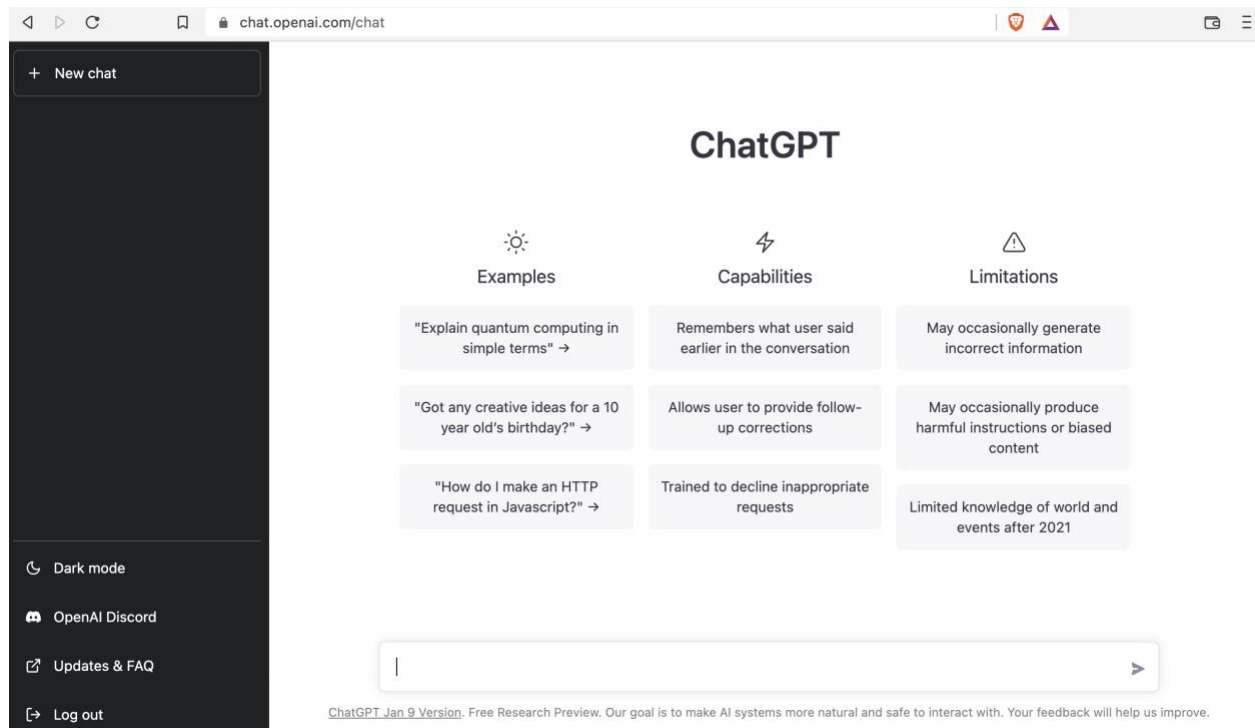 chat.openai.com/chat
+ New chat
ChatGPT
Examples
"Explain quantum computing in
simple terms" →
"Got any creative ideas for a 10
year old's birthday?" →
"How do I make an HTTP
request in Javascript?" →
Capabilities
Remembers what user said
earlier in the conversation
Allows user to provide follow-
up corrections
Trained to decline inappropriate
requests
Limitations
May occasionally generate
incorrect information
May occasionally produce
harmful instructions or biased
content
Limited knowledge of world and
events after 2021
Dark mode
OpenAI Discord
Updates & FAQ
Log out
ChatGPT Jan 9 Version. Free Research Preview. Our goal is to make AI systems more natural and safe to interact with. Your feedback will help us improve.